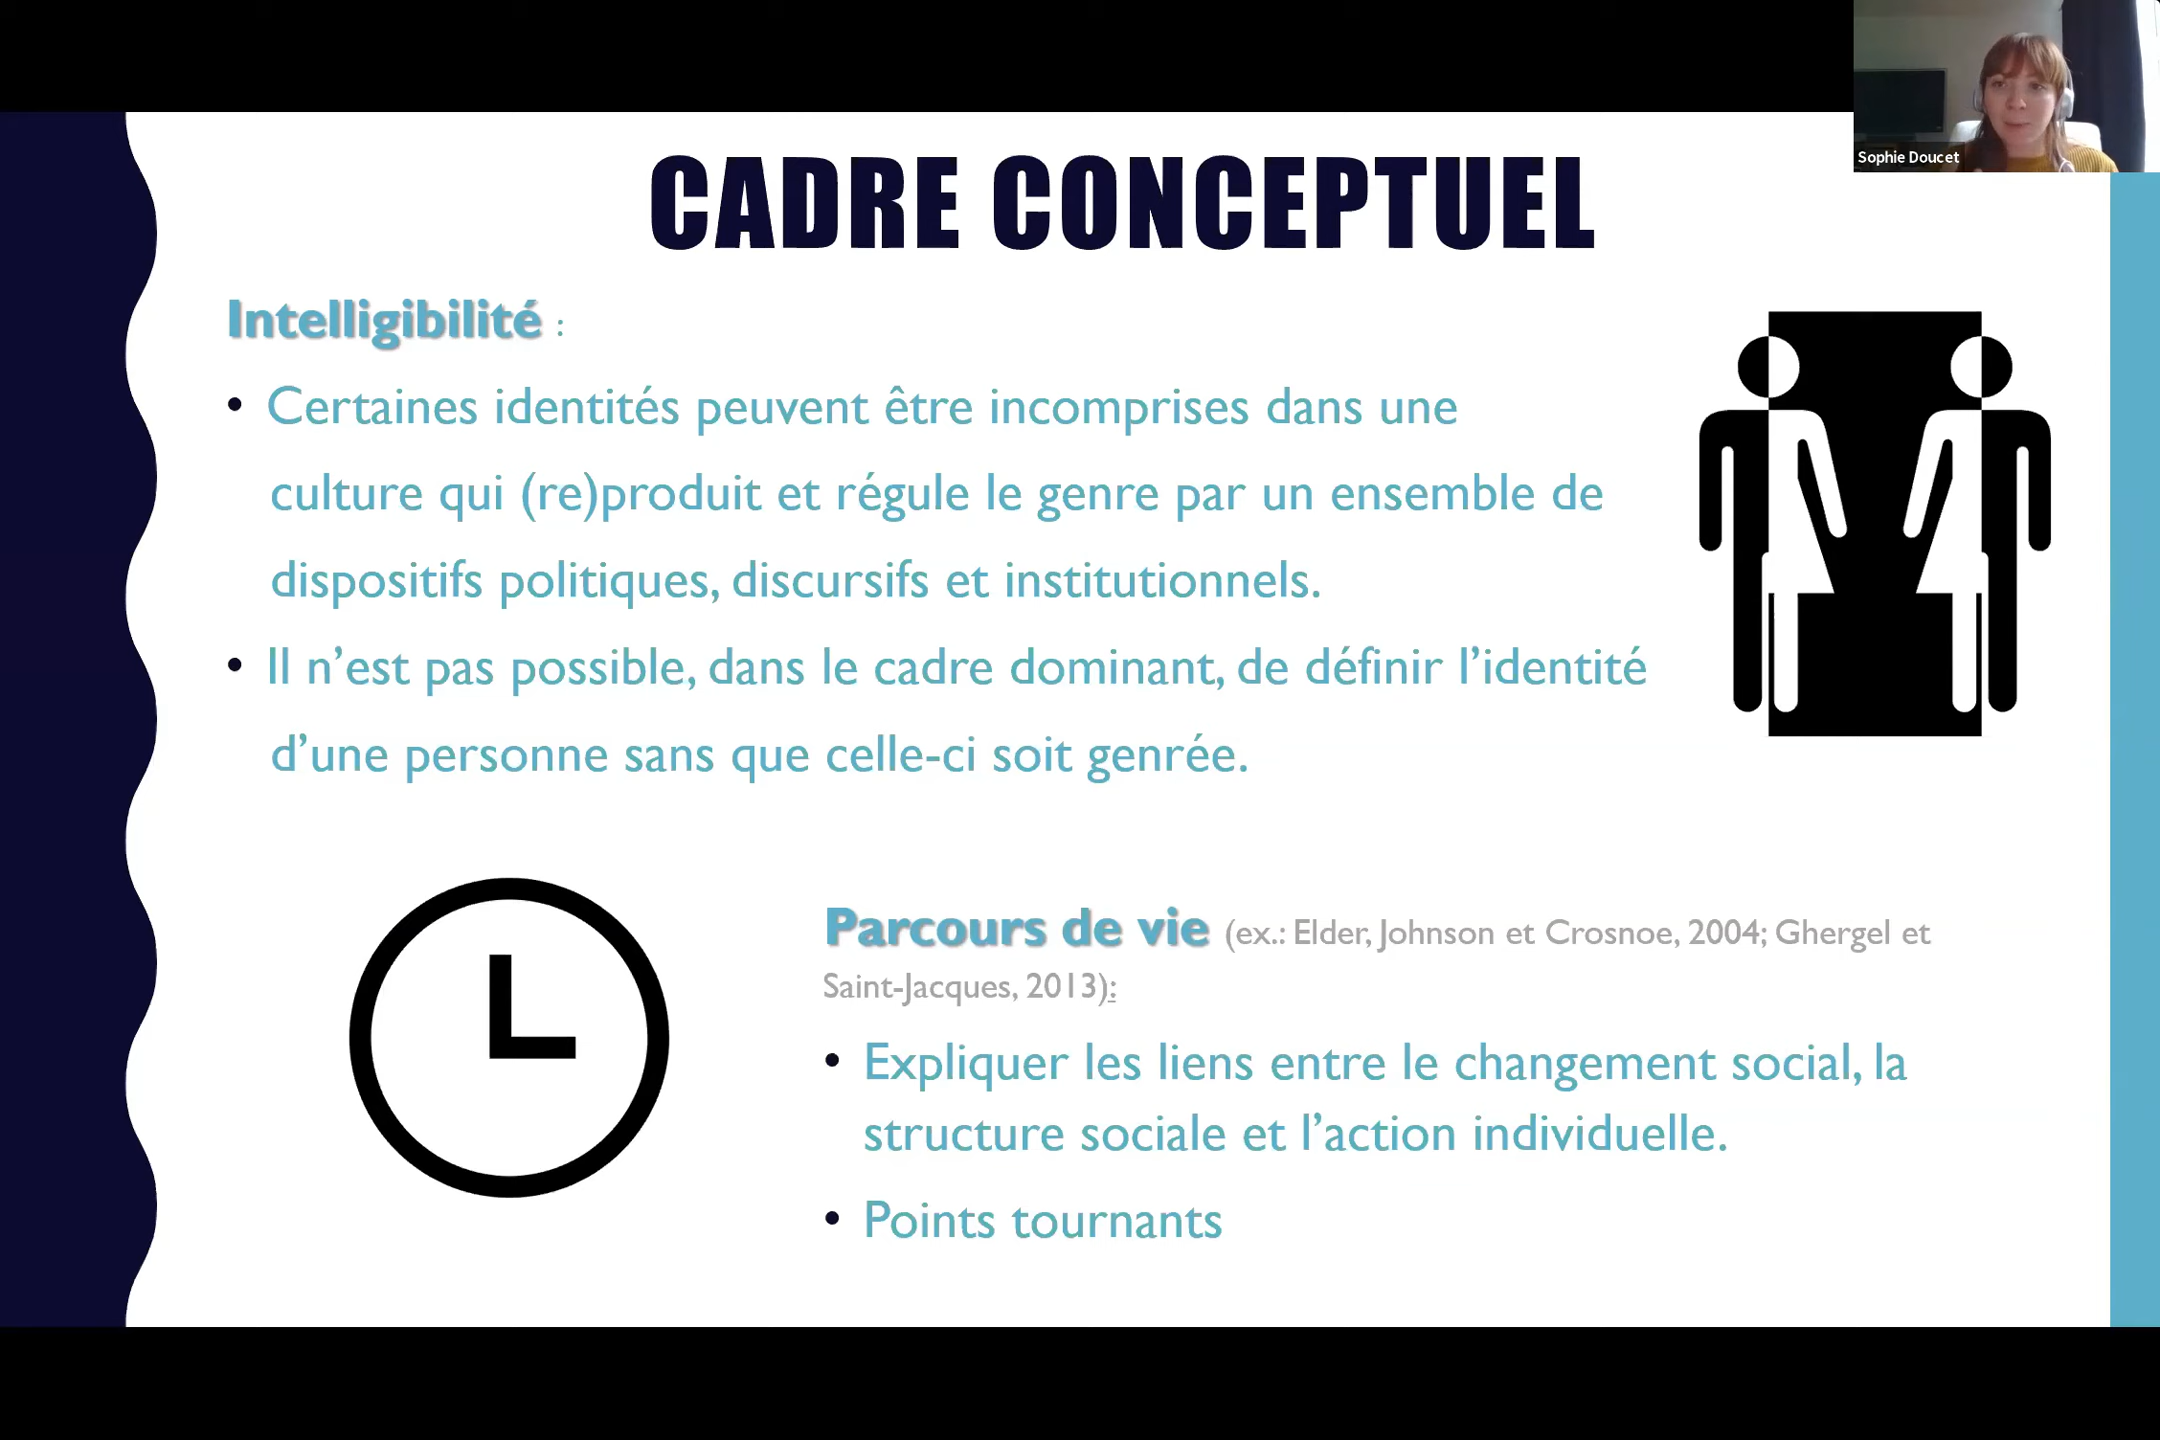 Sophie Doucet
CADRE CONCEPTUEL
Intelligibilité :
• Certaines identités peuvent être incomprises dans une
culture qui (re)produit et régule le genre par un ensemble de
dispositifs politiques, discursifs et institutionnels.
• Il n’est pas possible, dans le cadre dominant, de définir l’identité
d’une personne sans que celle-ci soit genrée.
Parcours de vie (ex.: Elder, Johnson et Crosnoe, 2004; Ghergel et
Saint-Jacques, 2013):
• Expliquer les liens entre le changement social, la
structure sociale et l’action individuelle.
• Points tournants